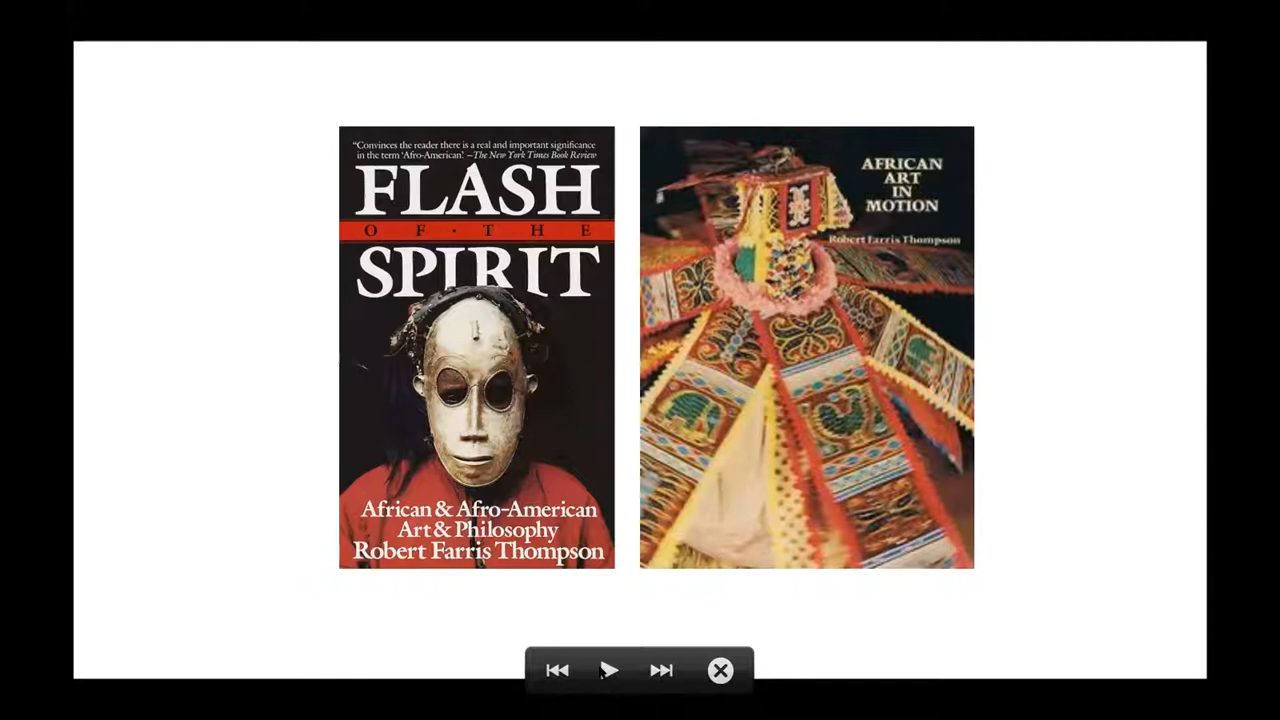 “Convinces the reader there is a real and important significance
in the term ‘Afro-American’.” —The New York Times Book Review
FLASH
OF·THE
SPIRIT
African & Afro-American
Art & Philosophy
Robert Farris Thompson
AFRICAN
ART
IN
MOTION
Robert Farris Thompson